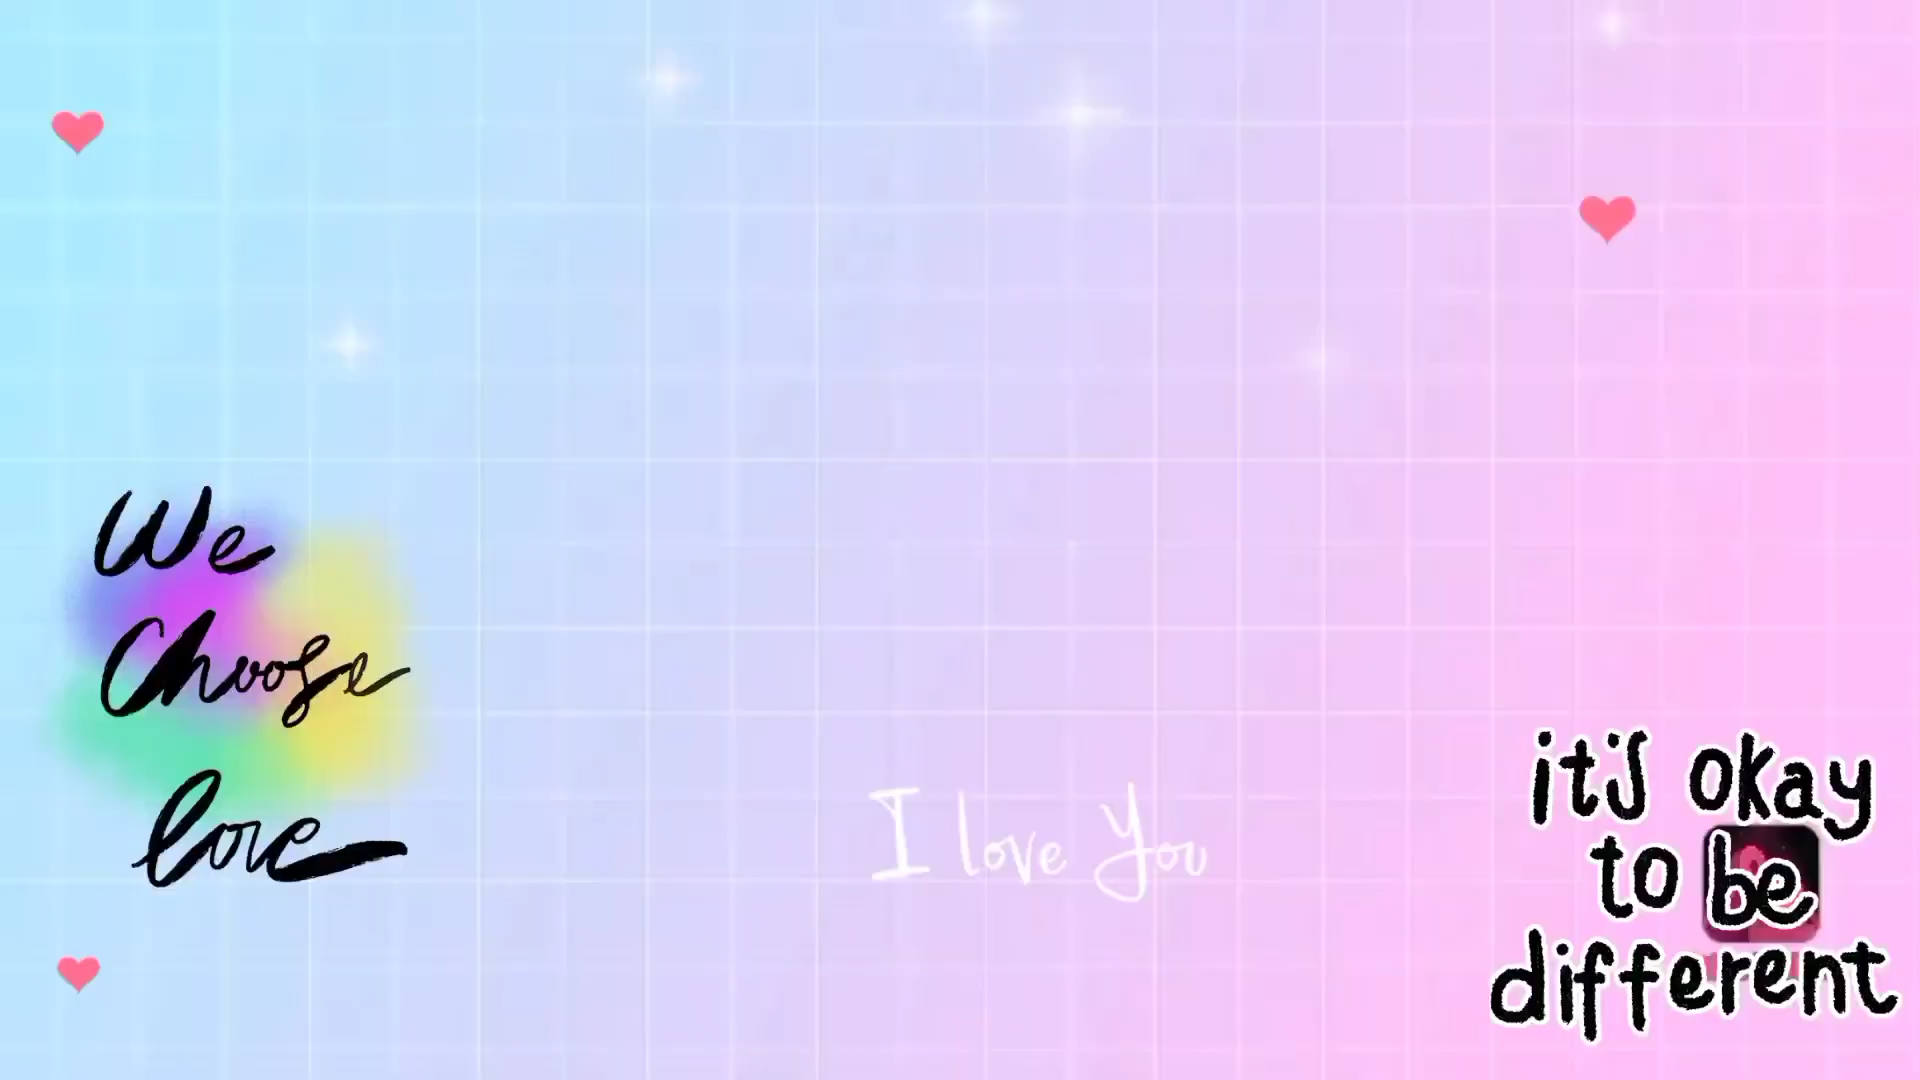 We
Choose
love
I love You
it's okay
to be
different